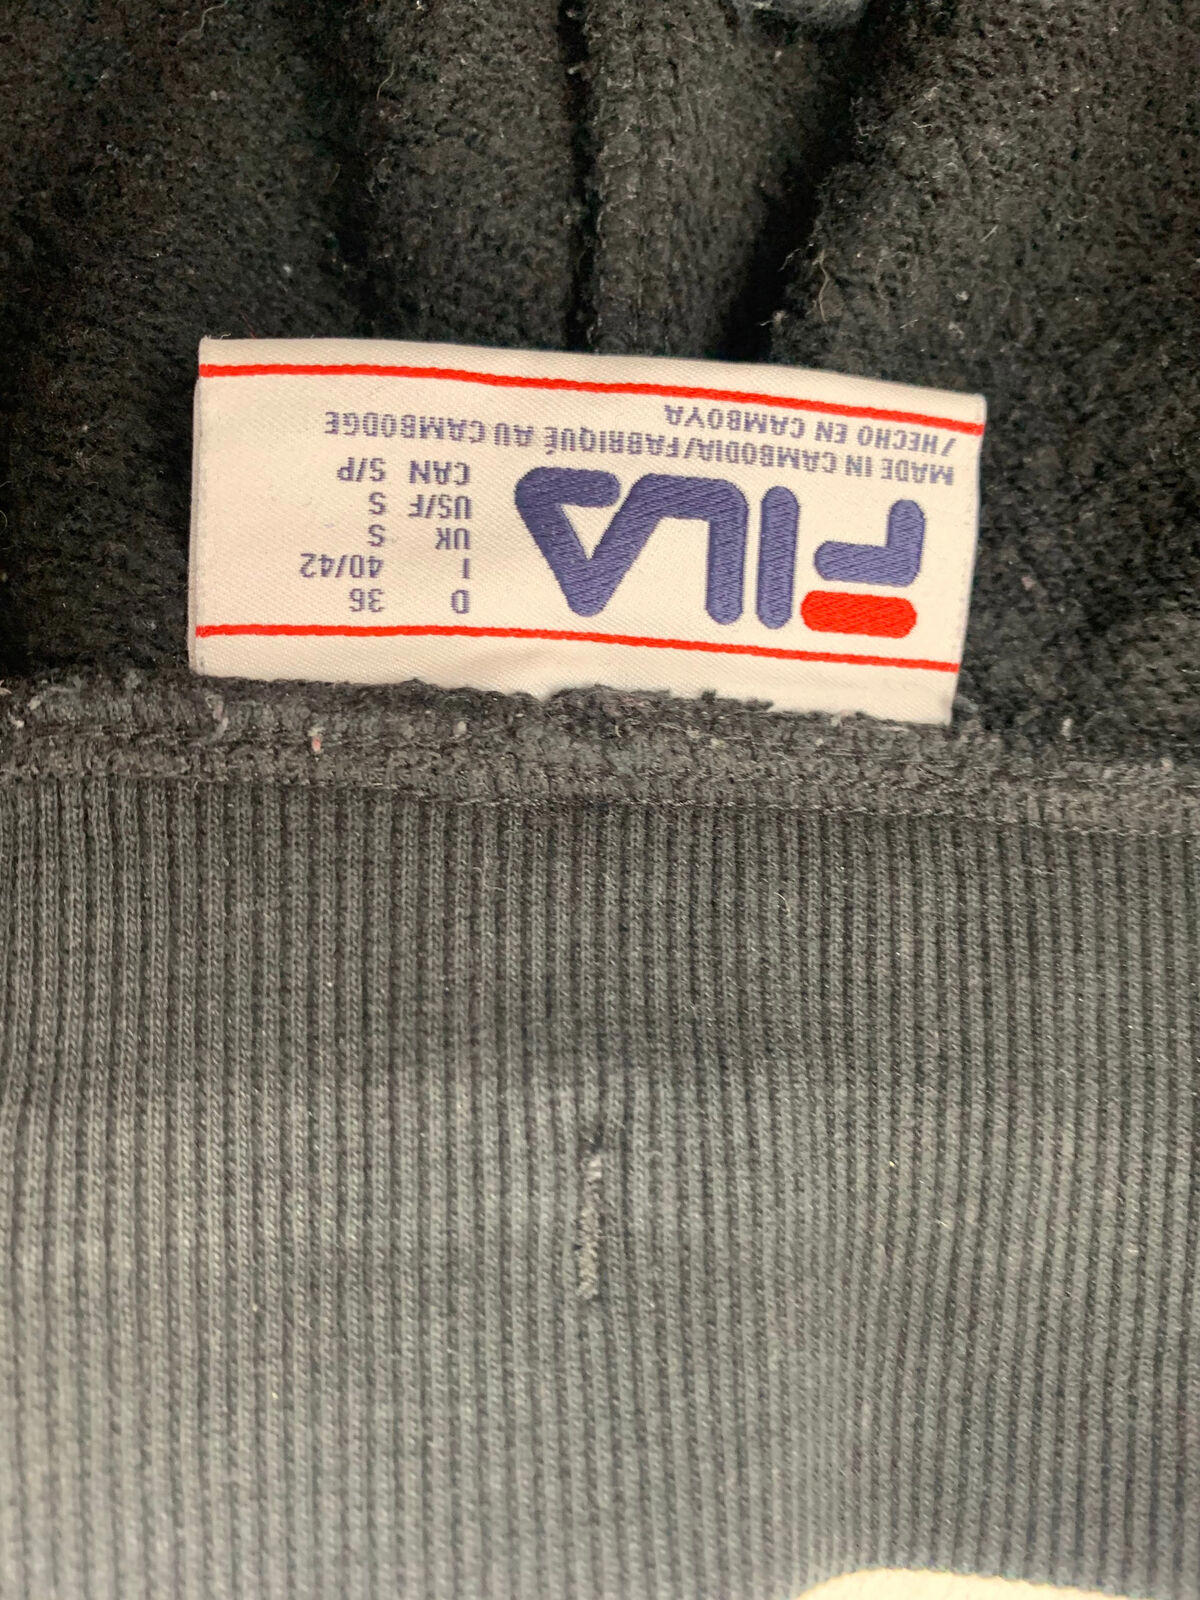 FILA
D 36
I 40/42
UK S
US/F S
CAN S/P
MADE IN CAMBODIA/FABRIQUÉ AU CAMBODGE
/HECHO EN CAMBOYA